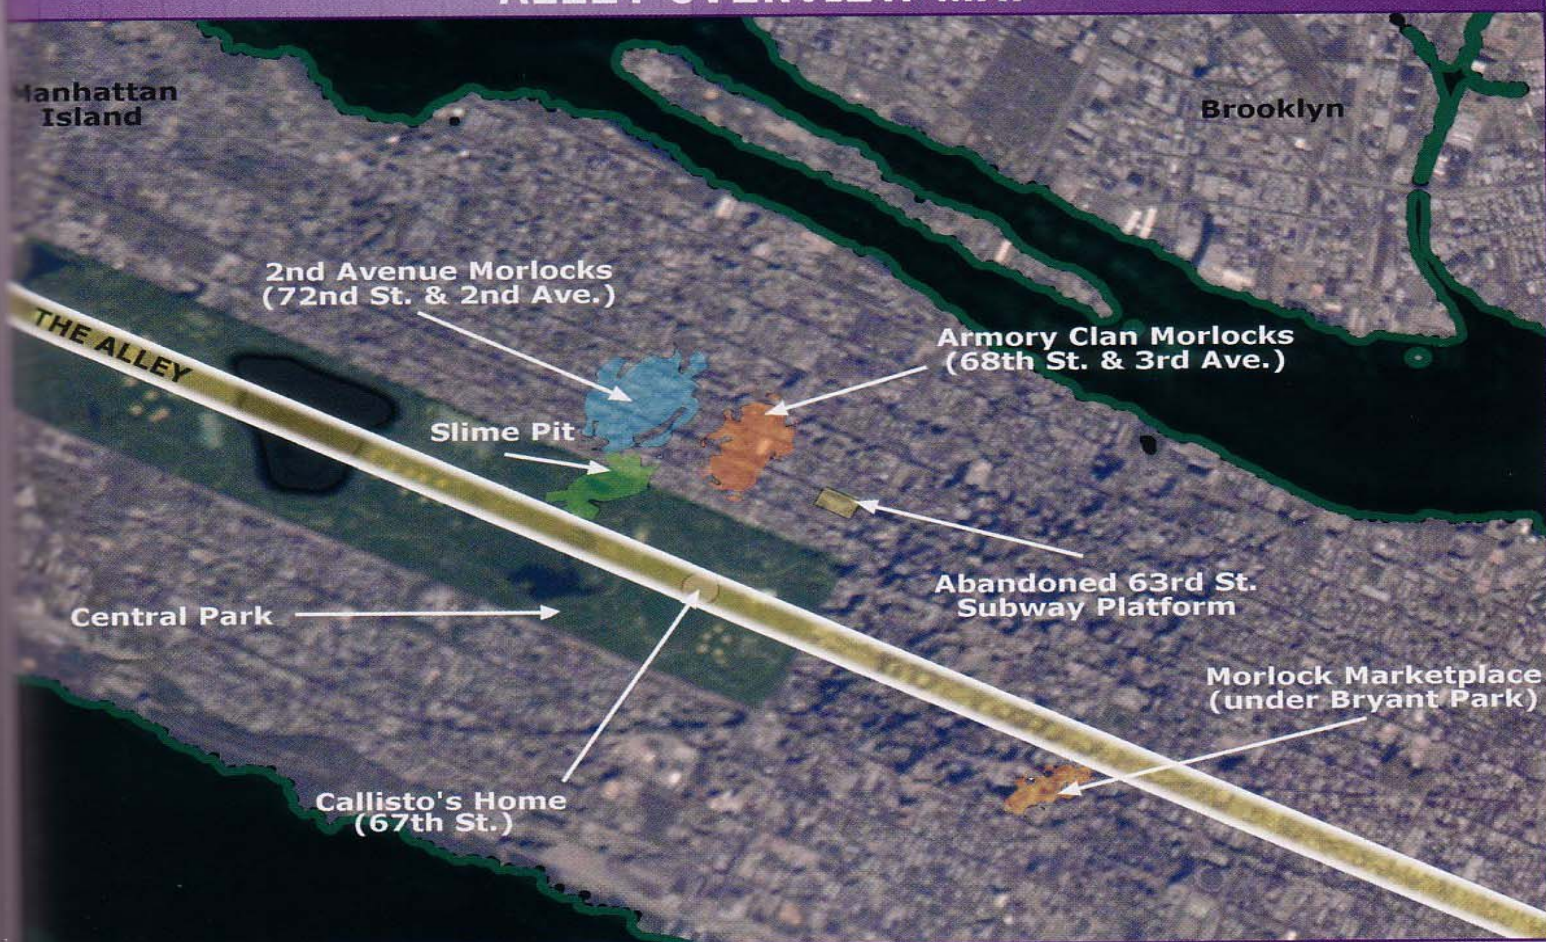 Manhattan
Island
Brooklyn
2nd Avenue Morlocks
(72nd St. & 2nd Ave.)
THE ALLEY
Armory Clan Morlocks
(68th St. & 3rd Ave.)
Slime Pit
Abandoned 63rd St.
Subway Platform
Central Park
Morlock Marketplace
(under Bryant Park)
Callisto's Home
(67th St.)